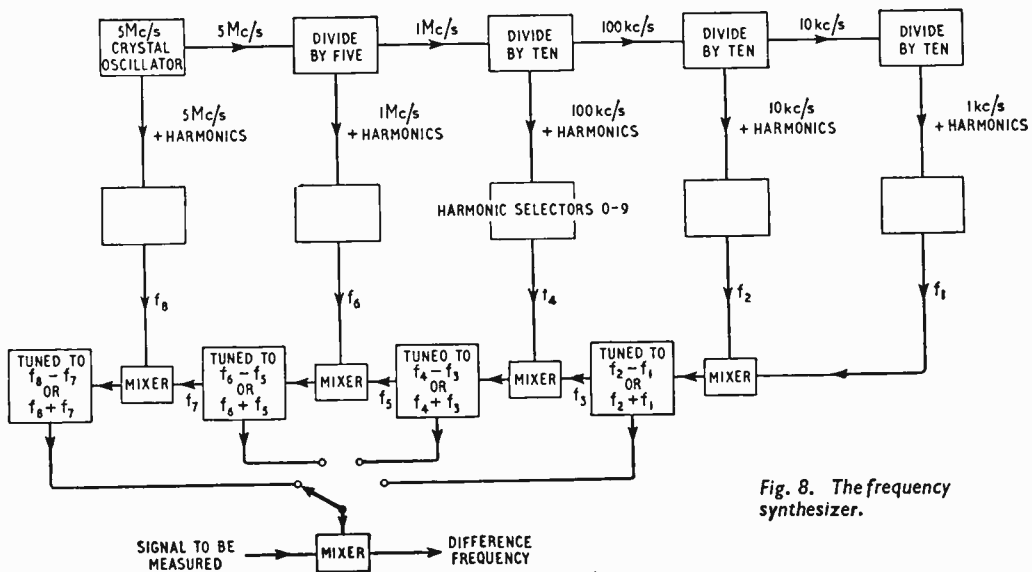 5Mc/s
CRYSTAL
OSCILLATOR
5Mc/s
DIVIDE
BY FIVE
1Mc/s
DIVIDE
BY TEN
100kc/s
DIVIDE
BY TEN
10kc/s
DIVIDE
BY TEN
5Mc/s
+ HARMONICS
1Mc/s
+ HARMONICS
100kc/s
+ HARMONICS
10kc/s
+ HARMONICS
1kc/s
+ HARMONICS
HARMONIC SELECTORS 0-9
f8
f6
f4
f2
f1
TUNED TO
f8 – f7
OR
f8 + f7
MIXER
f7
TUNED TO
f6 – f5
OR
f6 + f5
MIXER
f5
TUNED TO
f4 – f3
OR
f4 + f3
MIXER
f3
TUNED TO
f2 – f1
OR
f2 + f1
MIXER
SIGNAL TO BE
MEASURED
MIXER
DIFFERENCE
FREQUENCY
Fig. 8. The frequency
synthesizer.